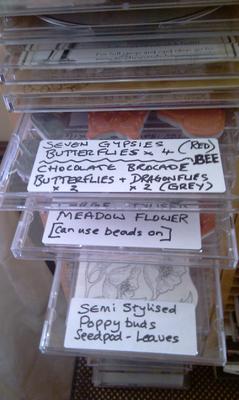 SEVEN GYPSIES
BUTTERFLIES x 4 (RED)
BEE
CHOCOLATE BROCADE
BUTTERFLIES + DRAGONFLIES
x 2 x 2 (GREY)
MEADOW FLOWER
[can use beads on]
Semi Stylised
Poppy buds
Seedpod - Leaves